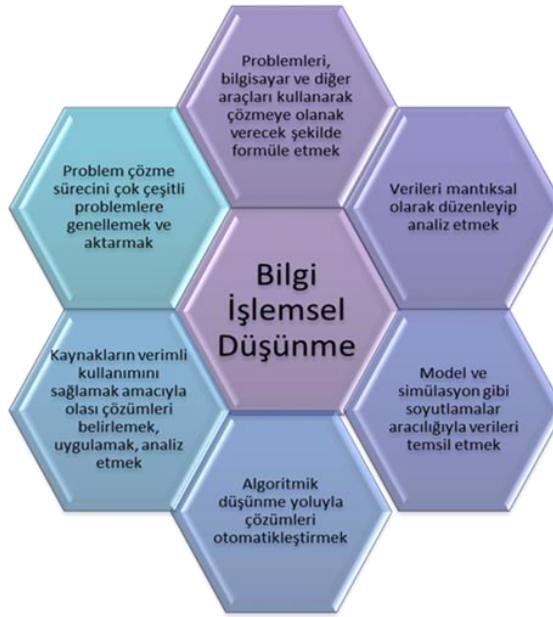 Problemleri,
bilgisayar ve diğer
araçları kullanarak
çözmeye olanak
verecek şekilde
formüle etmek
Verileri mantıksal
olarak düzenleyip
analiz etmek
Model ve
simülasyon gibi
soyutlamalar
aracılığıyla verileri
temsil etmek
Algoritmik
düşünme yoluyla
çözümleri
otomatikleştirmek
Kaynakların verimli
kullanımını
sağlamak amacıyla
olası çözümleri
belirlemek,
uygulamak, analiz
etmek
Problem çözme
sürecini çok çeşitli
problemlere
genellemek ve
aktarmak
Bilgi
İşlemsel
Düşünme